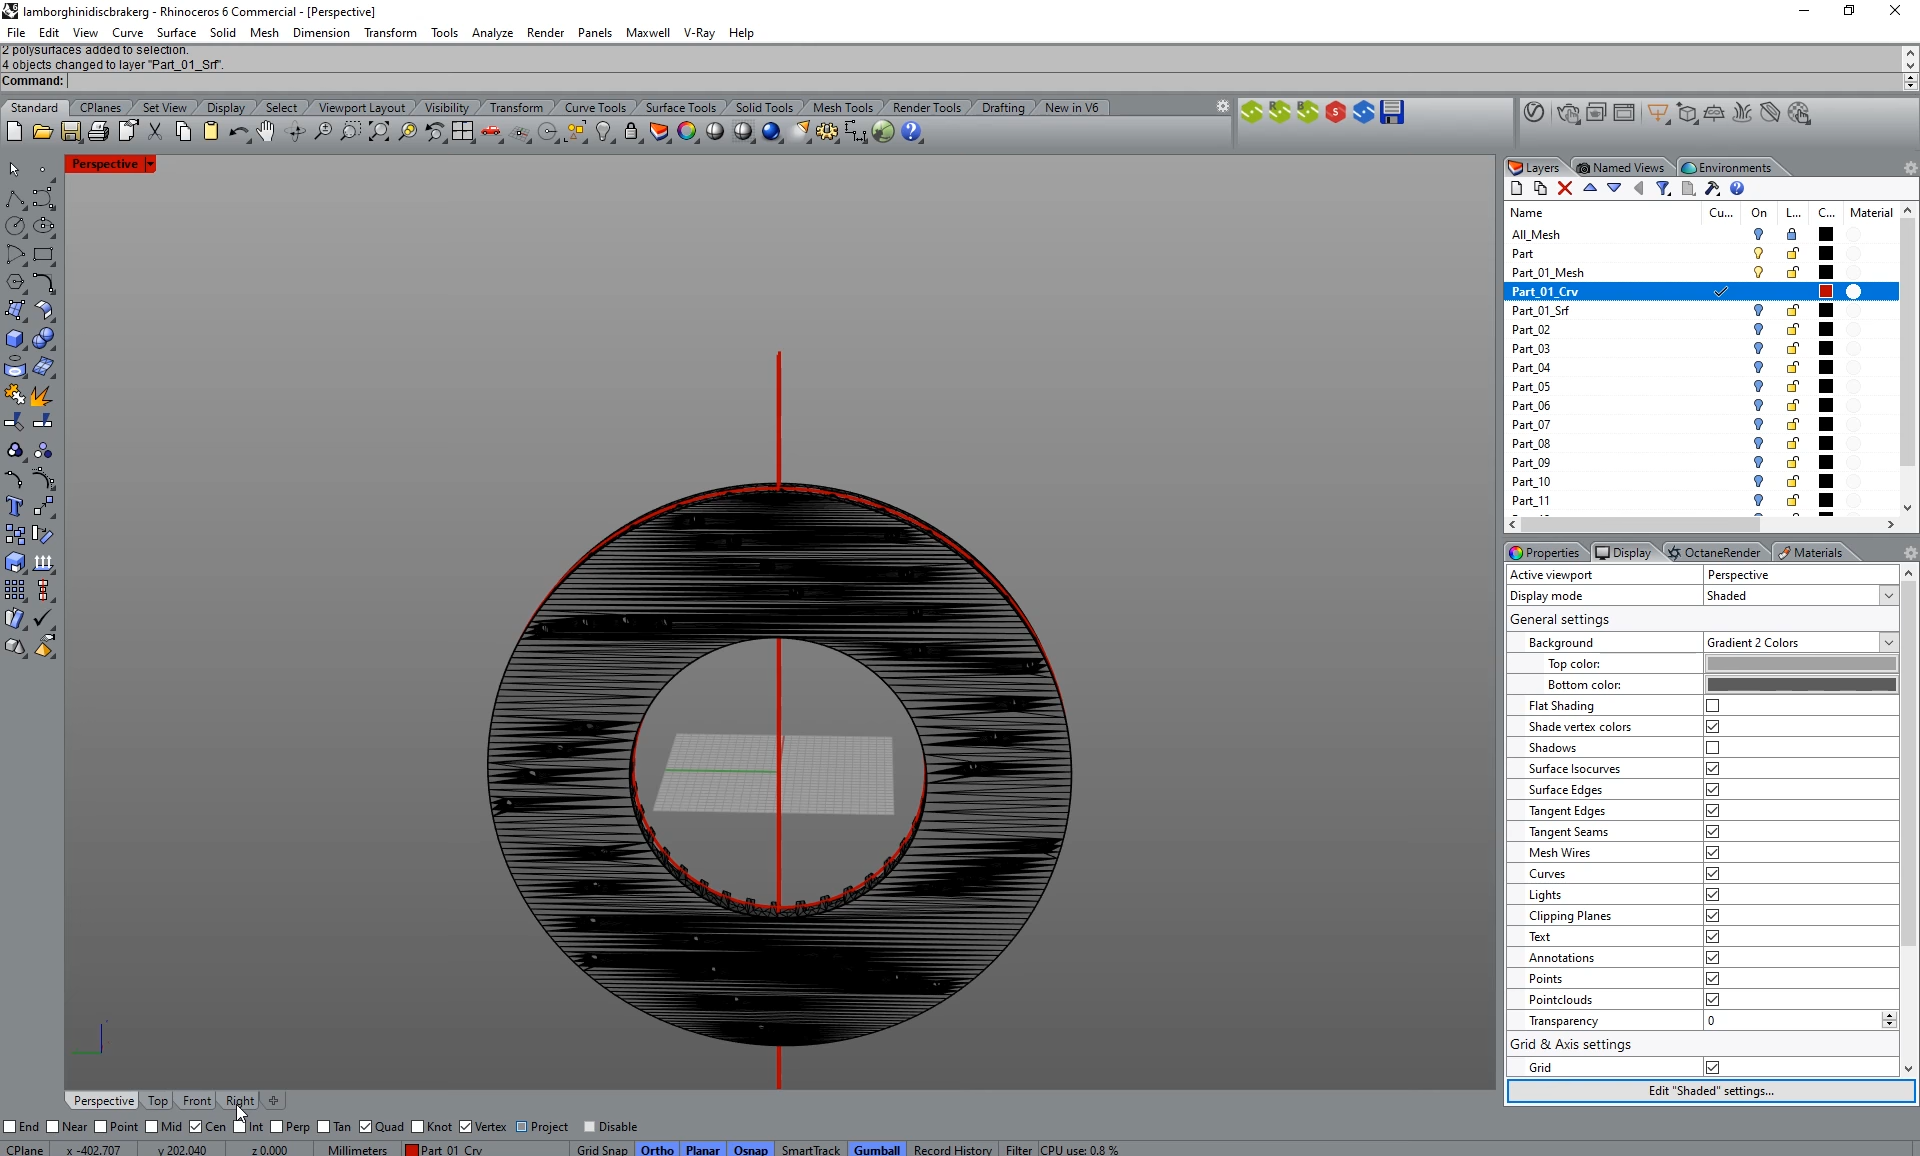 lamborghinidiscbrakerg - Rhinoceros 6 Commercial - [Perspective]
File Edit View Curve Surface Solid Mesh Dimension Transform Tools Analyze Render Panels Maxwell V-Ray Help
2 polysurfaces added to selection.
4 objects changed to layer "Part_01_Srf".
Command:
Standard CPlanes Set View Display Select Viewport Layout Visibility Transform Curve Tools Surface Tools Solid Tools Mesh Tools Render Tools Drafting New in V6
Perspective
Layers Named Views Environments
Name Cu... On L... C... Material
All_Mesh
Part
Part_01_Mesh
Part_01_Crv
Part_01_Srf
Part_02
Part_03
Part_04
Part_05
Part_06
Part_07
Part_08
Part_09
Part_10
Part_11
Properties Display OctaneRender Materials
Active viewport Perspective
Display mode Shaded
General settings
Background Gradient 2 Colors
Top color:
Bottom color:
Flat Shading
Shade vertex colors
Shadows
Surface Isocurves
Surface Edges
Tangent Edges
Tangent Seams
Mesh Wires
Curves
Lights
Clipping Planes
Text
Annotations
Points
Pointclouds
Transparency 0
Grid & Axis settings
Grid
Edit "Shaded" settings...
Perspective Top Front Right
End Near Point Mid Cen Int Perp Tan Quad Knot Vertex Project Disable
CPlane x -402.707 y 202.040 z 0.000 Millimeters Part_01_Crv Grid Snap Ortho Planar Osnap SmartTrack Gumball Record History Filter CPU use: 0.8 %